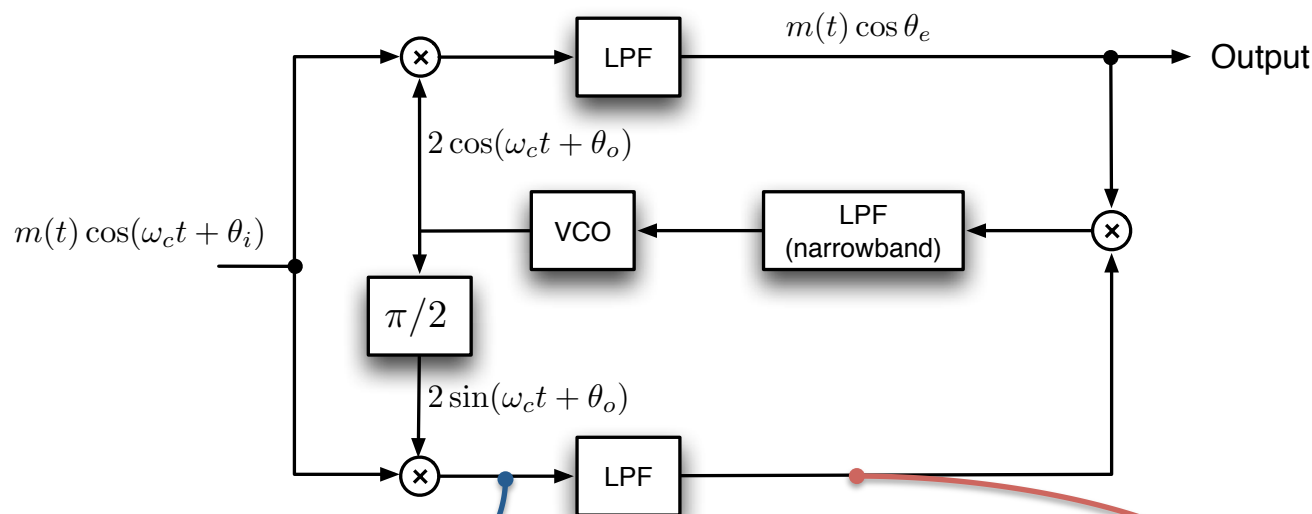 m(t) cos θ_e
LPF
Output
2 cos(ω_c t + θ_o)
m(t) cos(ω_c t + θ_i)
VCO
LPF
(narrowband)
π/2
2 sin(ω_c t + θ_o)
LPF